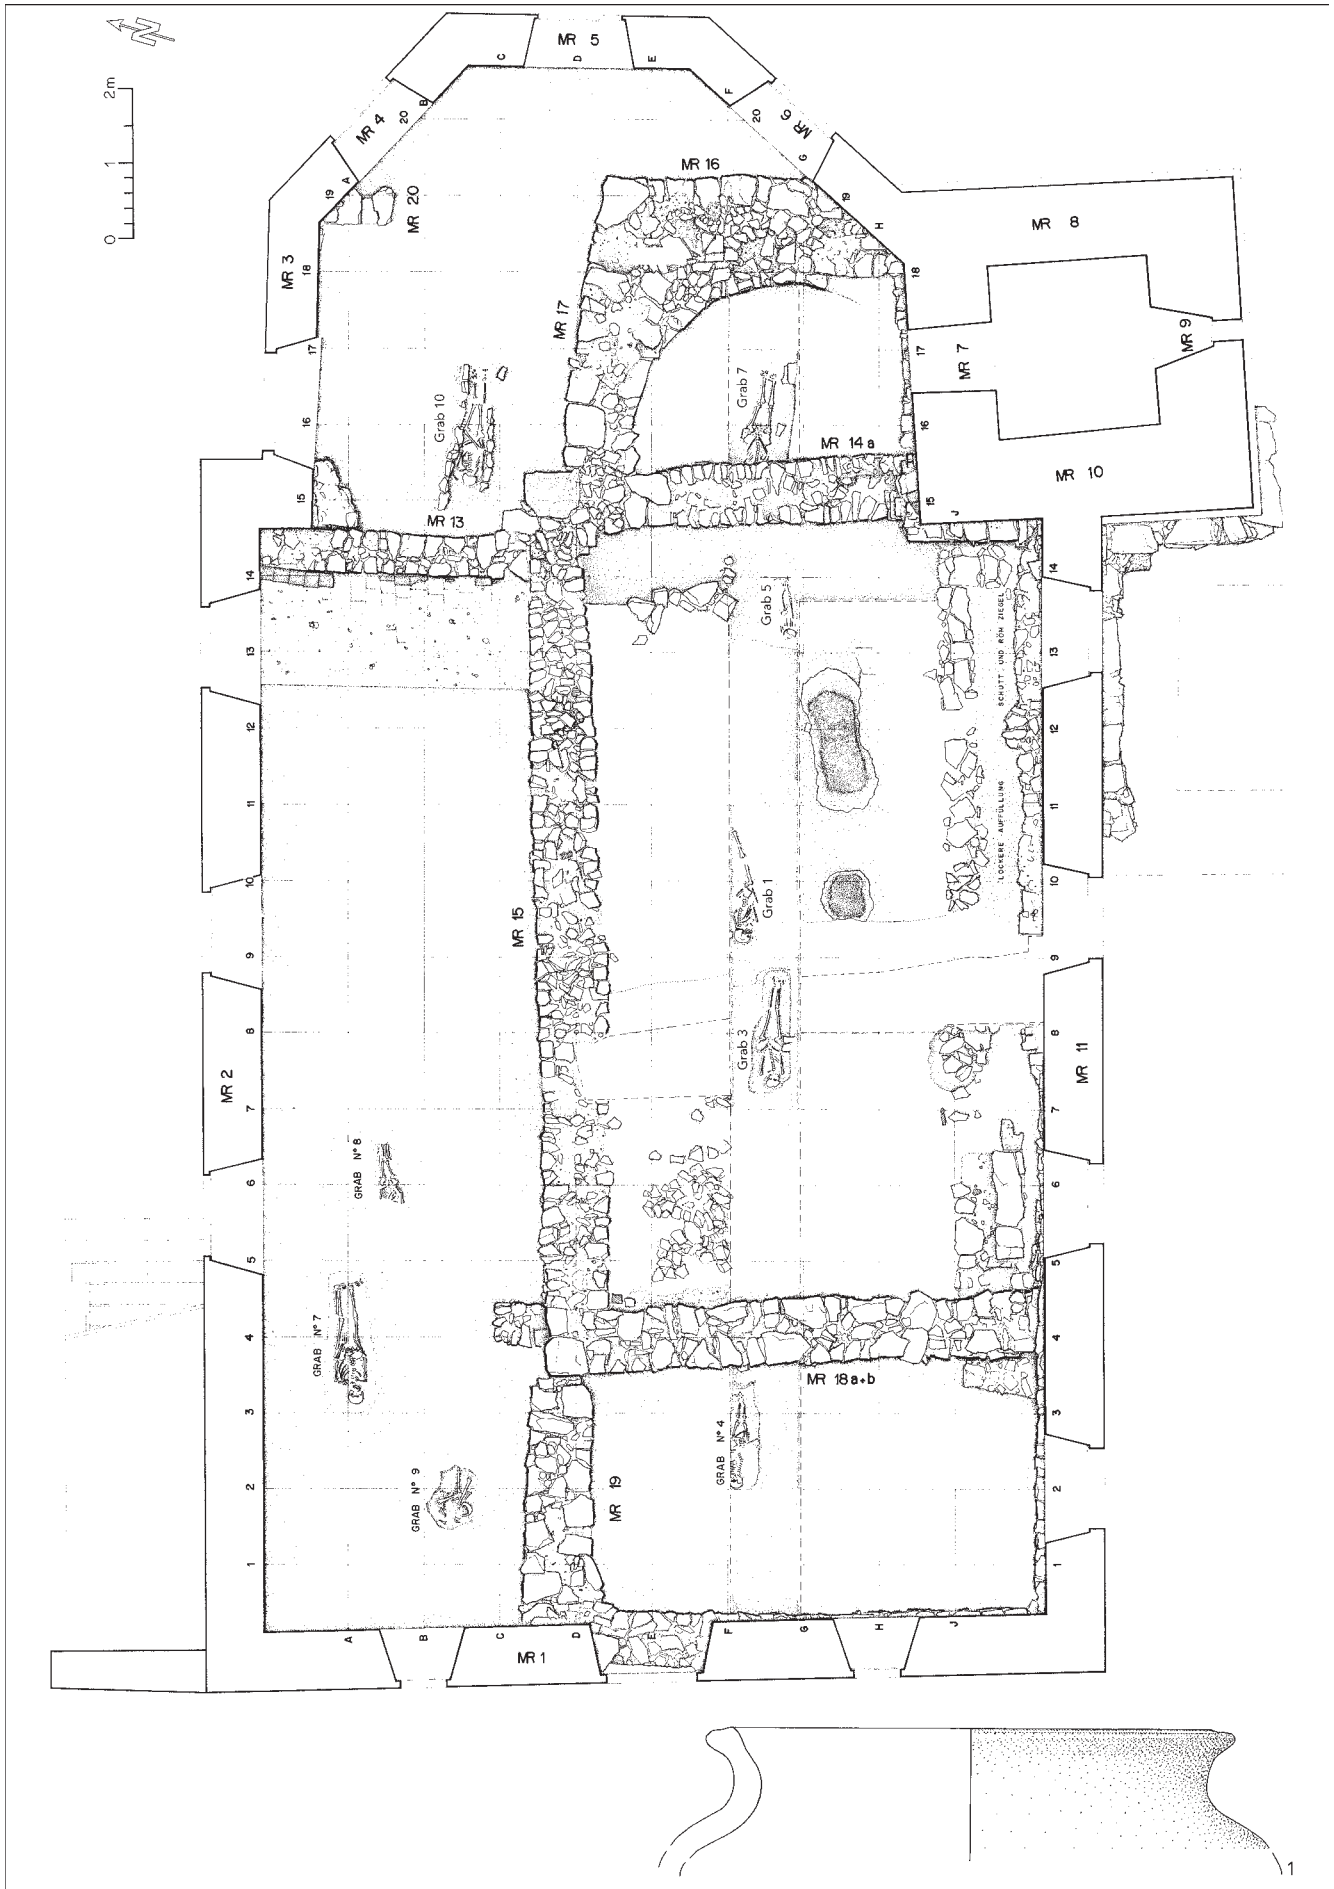 N
2m
1
0
MR 5
C
D
E
MR 4
B
20
F
20
MR 6
G
19
A
MR 16
19
H
MR 20
MR 3
18
MR 8
18
MR 17
17
17
MR 7
MR 9
Grab 10
Grab 7
16
16
MR 14 a
MR 10
15
15
J
MR 13
14
14
Grab 5
SCHUTT UND RÖM ZIEGEL
13
13
12
12
11
11
LOCKERE AUFFÜLLUNG
10
10
Grab 1
MR 15
9
9
Grab 3
8
8
MR 2
MR 11
7
7
GRAB N° 8
6
6
5
5
GRAB N° 7
4
4
MR 18 a+b
3
3
GRAB N° 4
GRAB N° 9
2
2
MR 19
1
1
A
B
C
D
E
F
G
H
J
MR 1
1